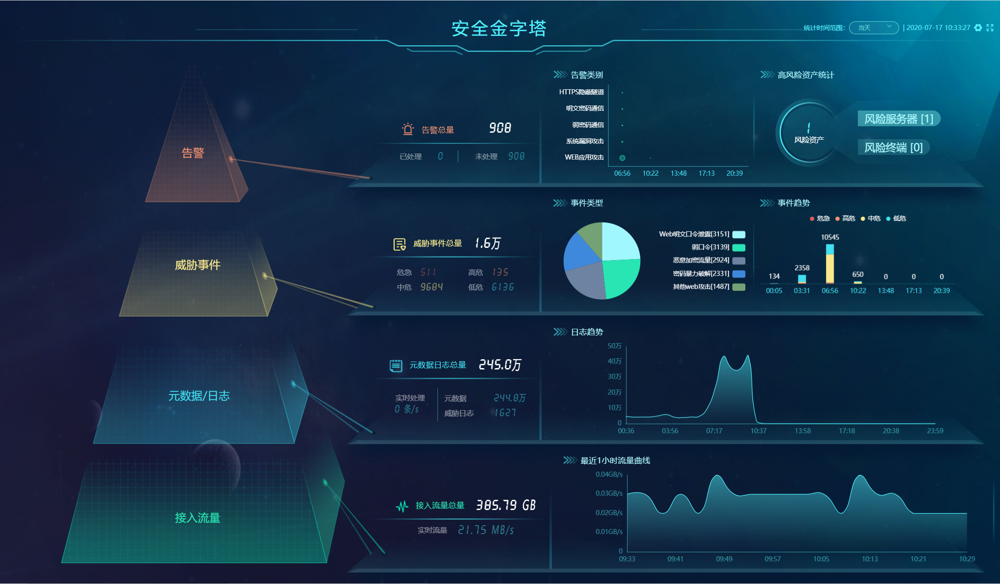 安全金字塔
统计时间范围： 当天 | 2020-07-17 10:33:27
告警
告警总量 908
已处理 0 未处理 908
告警类别
HTTPS隐蔽隧道
明文密码通信
弱密码通信
系统漏洞攻击
WEB应用攻击
06:56 10:22 13:48 17:13 20:39
高风险资产统计
1
风险资产
风险服务器 [1]
风险终端 [0]
威胁事件
威胁事件总量 1.6万
危急 511 高危 135
中危 9684 低危 6136
事件类型
Web明文口令泄露[3151]
弱口令[3139]
恶意加密流量[2924]
密码暴力破解[2331]
其他web攻击[1487]
事件趋势
危急 高危 中危 低危
134 2358 10545 650 0 0 0
00:05 03:31 06:56 10:22 13:48 17:13 20:39
元数据/日志
元数据日志总量 245.0万
实时处理
0 条/s
元数据 244.8万
威胁日志 1627
日志趋势
50万
40万
30万
20万
10万
0
00:36 03:56 07:17 10:37 13:58 17:18 20:38 23:59
接入流量
接入流量总量 385.79 GB
实时流量 21.75 MB/s
最近1小时流量曲线
0.04GB/s
0.03GB/s
0.02GB/s
0.01GB/s
0
09:33 09:41 09:49 09:57 10:05 10:13 10:21 10:29